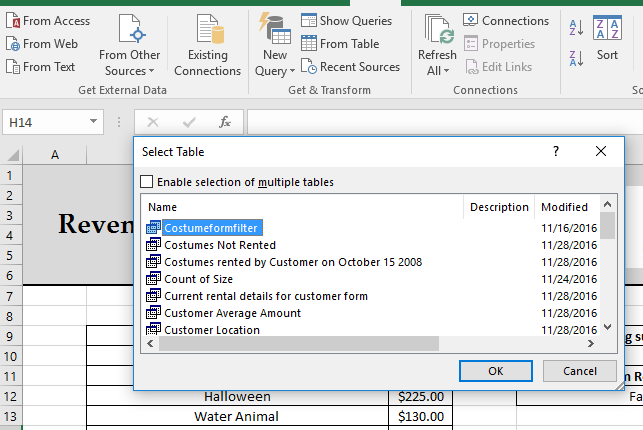 From Access
From Web
From Text
From Other Sources
Existing Connections
Get External Data
New Query
Show Queries
From Table
Recent Sources
Get & Transform
Refresh All
Connections
Properties
Edit Links
Connections
Sort
H14
fx
A
Select Table
Enable selection of multiple tables
Name Description Modified
Costumeformfilter 11/16/2016
Costumes Not Rented 11/28/2016
Costumes rented by Customer on October 15 2008 11/28/2016
Count of Size 11/24/2016
Current rental details for customer form 11/28/2016
Customer Average Amount 11/28/2016
Customer Location 11/28/2016
OK Cancel
1
2
3
Reven
4
5
6
7
8
9
10
11
12 Halloween $225.00 Fa
13 Water Animal $130.00